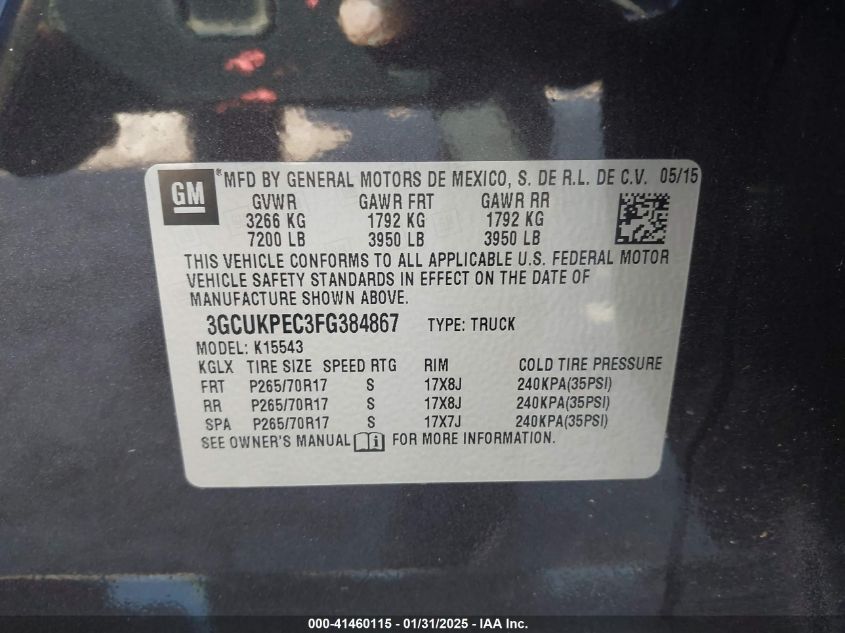 GM ® MFD BY GENERAL MOTORS DE MEXICO, S. DE R.L. DE C.V. 05/15
GVWR GAWR FRT GAWR RR
3266 KG 1792 KG 1792 KG
7200 LB 3950 LB 3950 LB
THIS VEHICLE CONFORMS TO ALL APPLICABLE U.S. FEDERAL MOTOR
VEHICLE SAFETY STANDARDS IN EFFECT ON THE DATE OF
MANUFACTURE SHOWN ABOVE.
3GCUKPEC3FG384867 TYPE: TRUCK
MODEL: K15543
KGLX TIRE SIZE SPEED RTG RIM COLD TIRE PRESSURE
FRT P265/70R17 S 17X8J 240KPA(35PSI)
RR P265/70R17 S 17X8J 240KPA(35PSI)
SPA P265/70R17 S 17X7J 240KPA(35PSI)
SEE OWNER'S MANUAL FOR MORE INFORMATION.
000-41460115 - 01/31/2025 - IAA Inc.